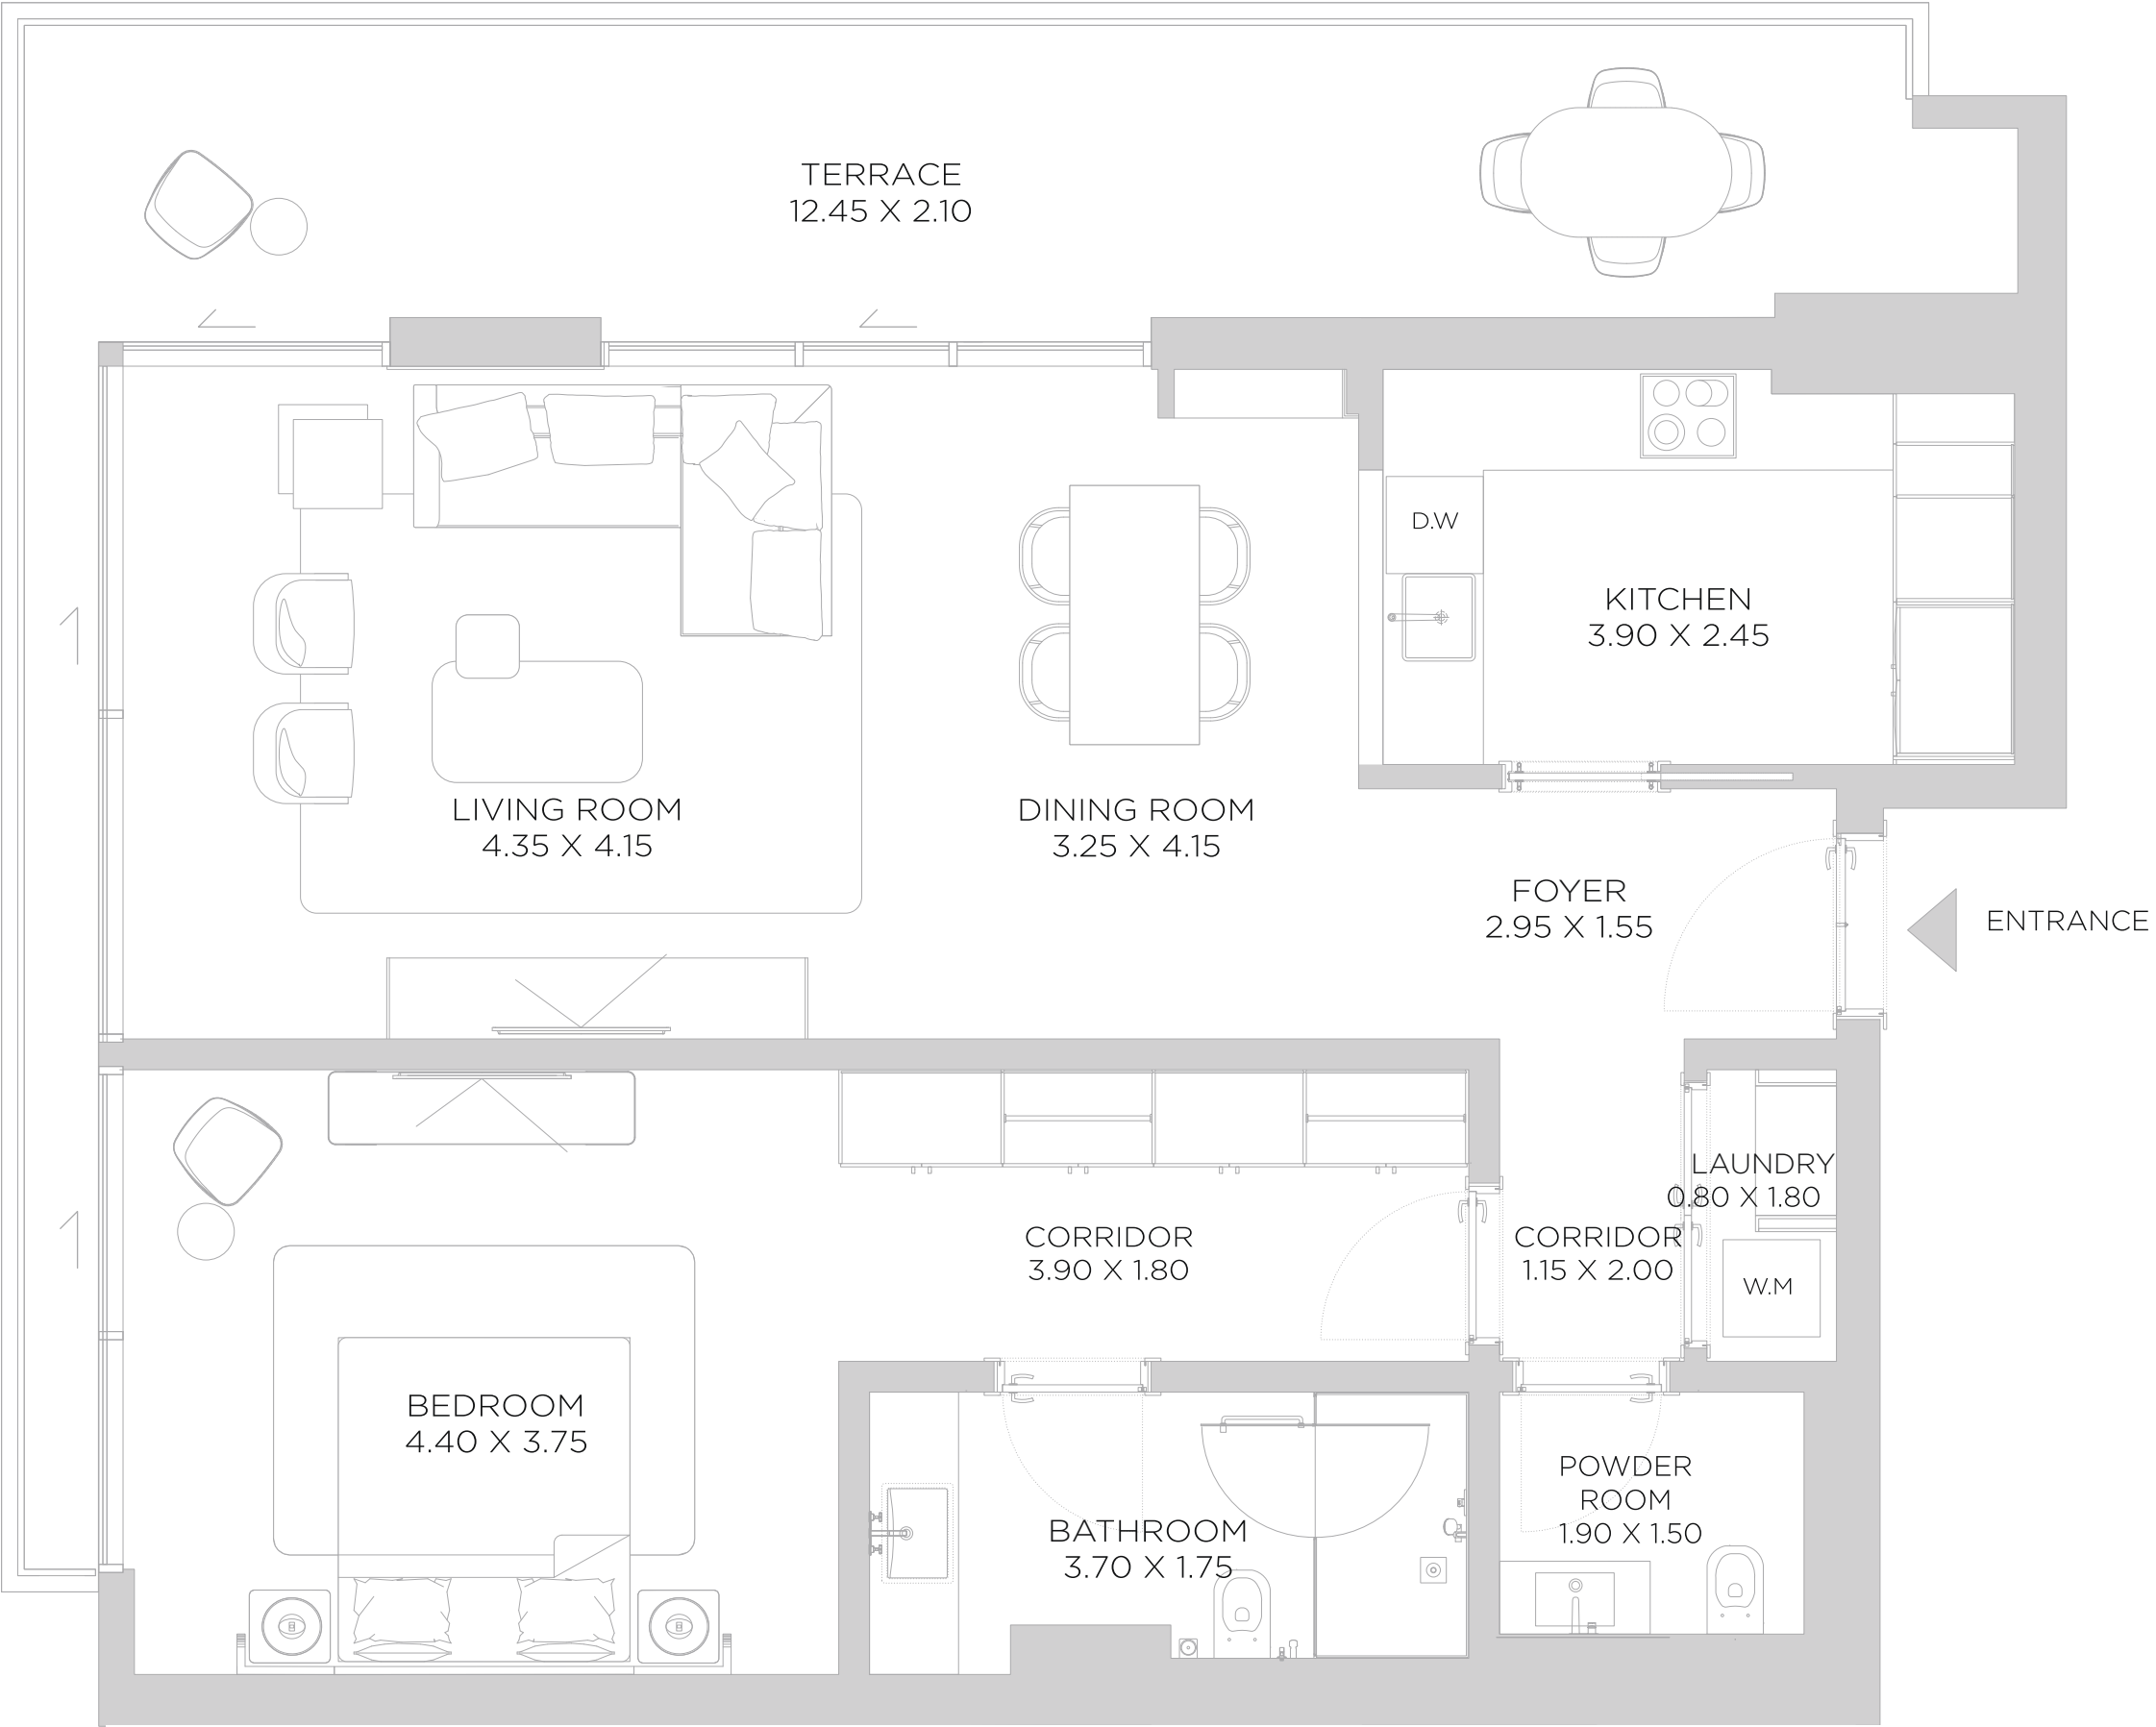 TERRACE
12.45 X 2.10
D.W
KITCHEN
3.90 X 2.45
LIVING ROOM
4.35 X 4.15
DINING ROOM
3.25 X 4.15
FOYER
2.95 X 1.55
ENTRANCE
LAUNDRY
0.80 X 1.80
CORRIDOR
3.90 X 1.80
CORRIDOR
1.15 X 2.00
W.M
BEDROOM
4.40 X 3.75
POWDER
ROOM
1.90 X 1.50
BATHROOM
3.70 X 1.75